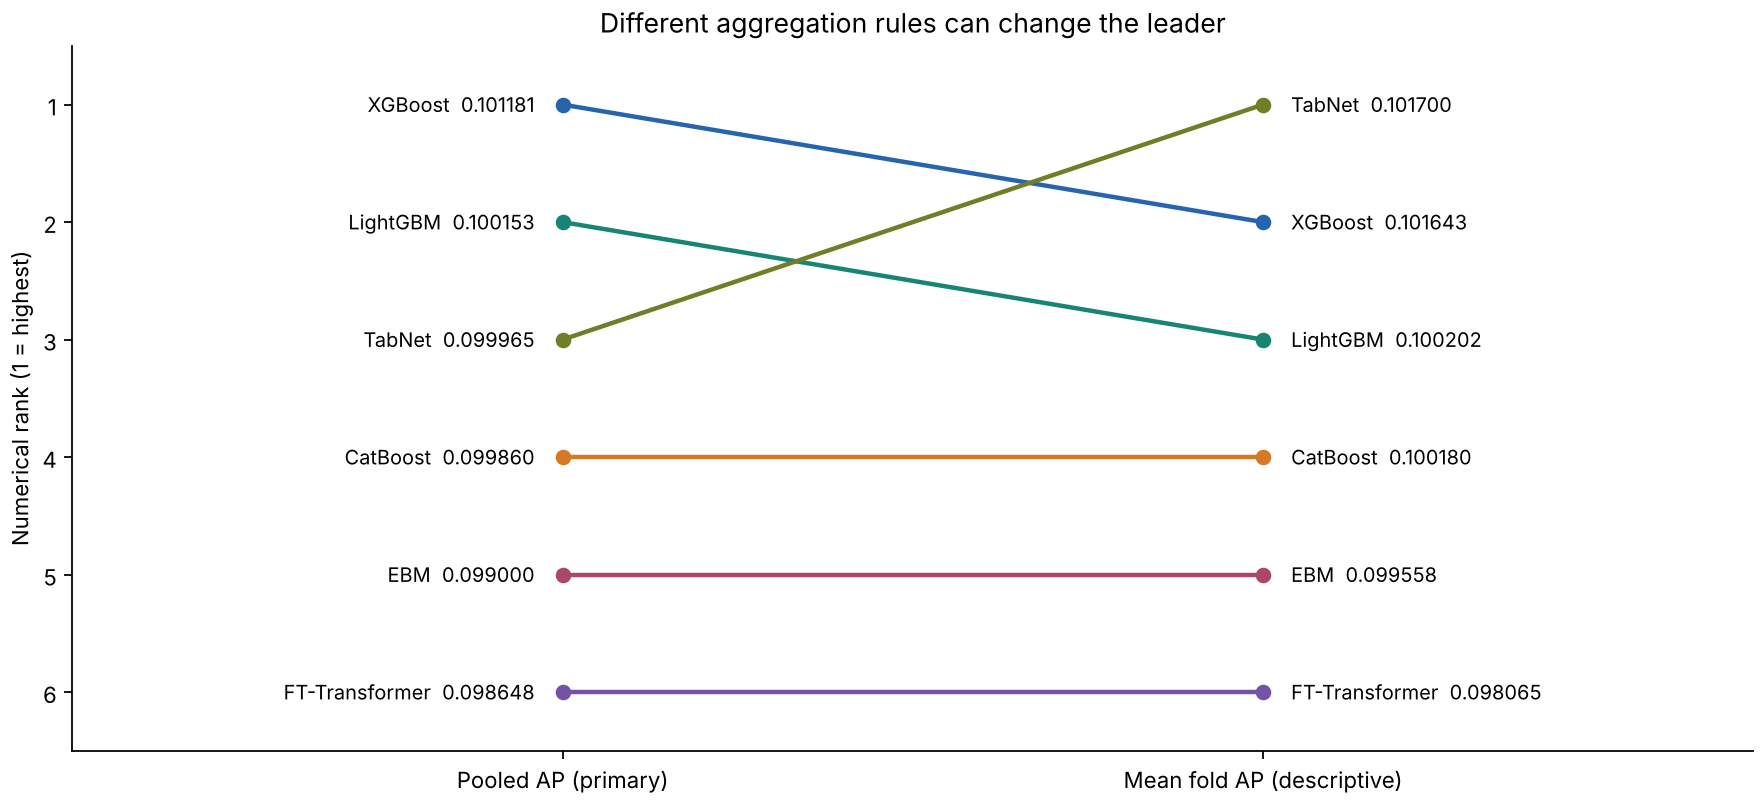 Different aggregation rules can change the leader
Numerical rank (1 = highest)
1
2
3
4
5
6
XGBoost 0.101181
LightGBM 0.100153
TabNet 0.099965
CatBoost 0.099860
EBM 0.099000
FT-Transformer 0.098648
TabNet 0.101700
XGBoost 0.101643
LightGBM 0.100202
CatBoost 0.100180
EBM 0.099558
FT-Transformer 0.098065
Pooled AP (primary)
Mean fold AP (descriptive)